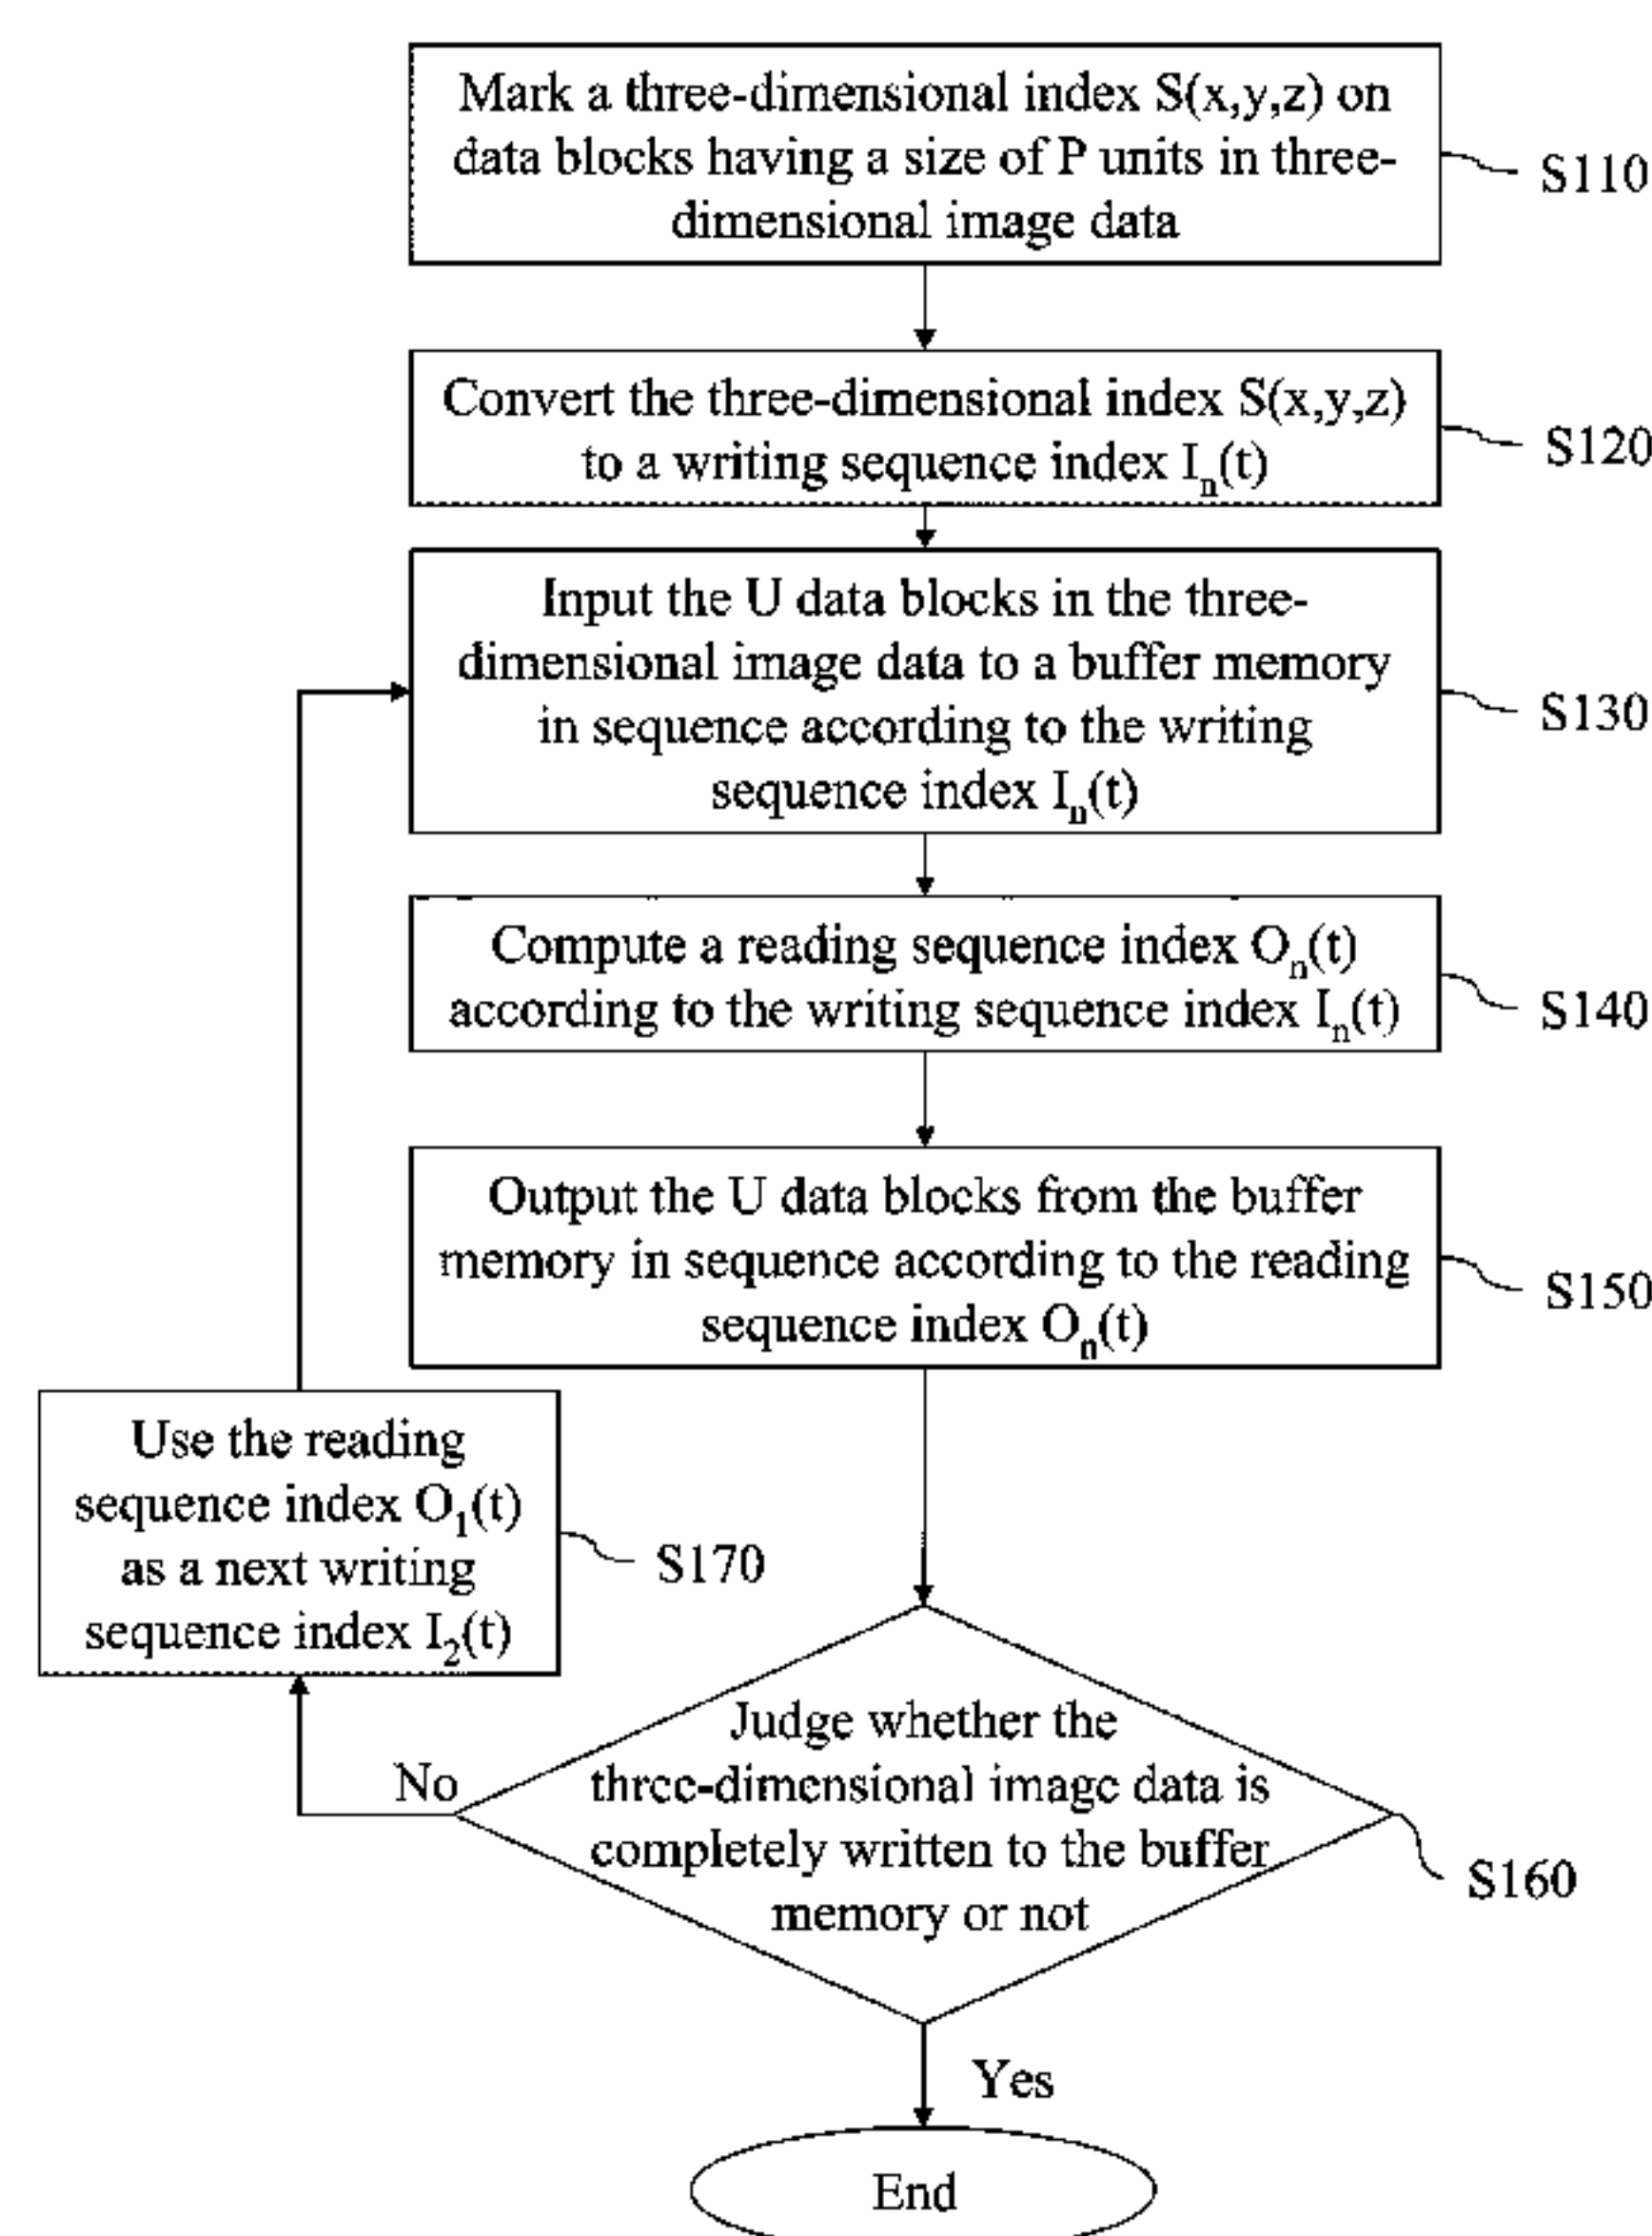 Mark a three-dimensional index S(x,y,z) on
data blocks having a size of P units in three-
dimensional image data
S110
Convert the three-dimensional index S(x,y,z)
to a writing sequence index Iₙ(t)
S120
Input the U data blocks in the three-
dimensional image data to a buffer memory
in sequence according to the writing
sequence index Iₙ(t)
S130
Compute a reading sequence index Oₙ(t)
according to the writing sequence index Iₙ(t)
S140
Output the U data blocks from the buffer
memory in sequence according to the reading
sequence index Oₙ(t)
S150
Use the reading
sequence index O₁(t)
as a next writing
sequence index I₂(t)
S170
Judge whether the
three-dimensional image data is
completely written to the buffer
memory or not
S160
No
Yes
End